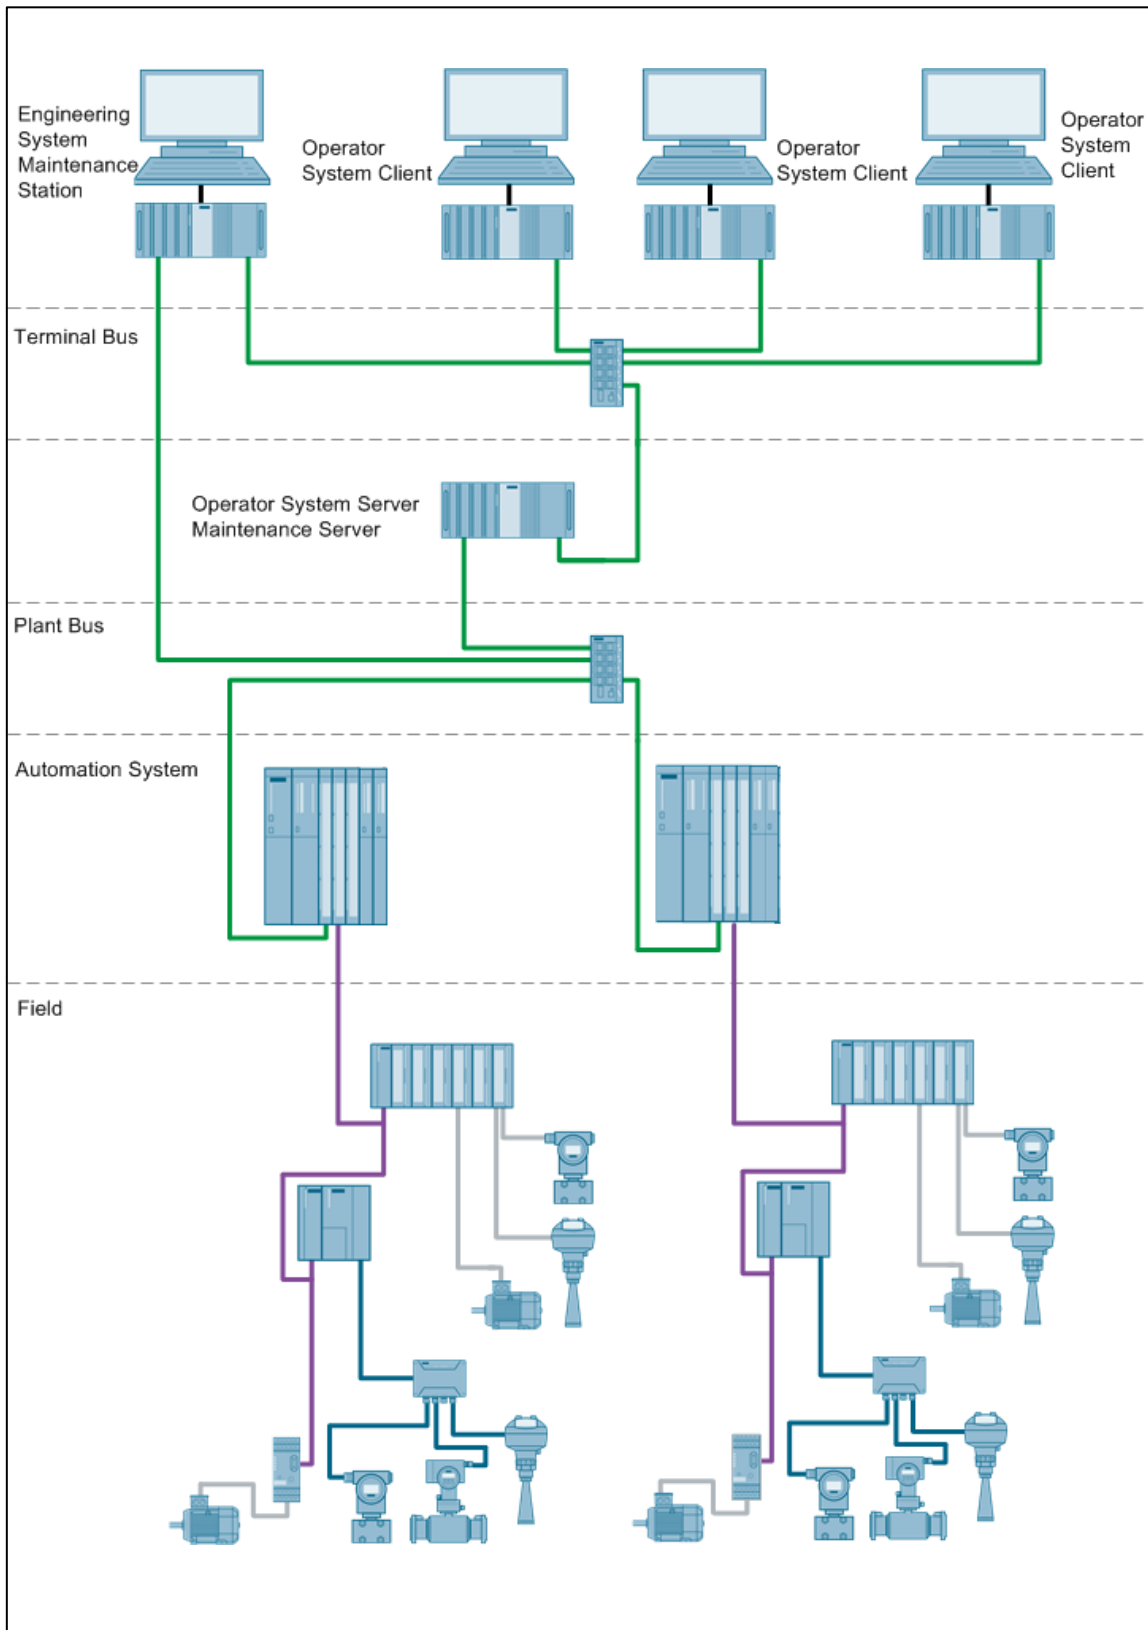 Engineering
System
Maintenance
Station
Operator
System Client
Operator
System Client
Operator
System
Client
Terminal Bus
Operator System Server
Maintenance Server
Plant Bus
Automation System
Field